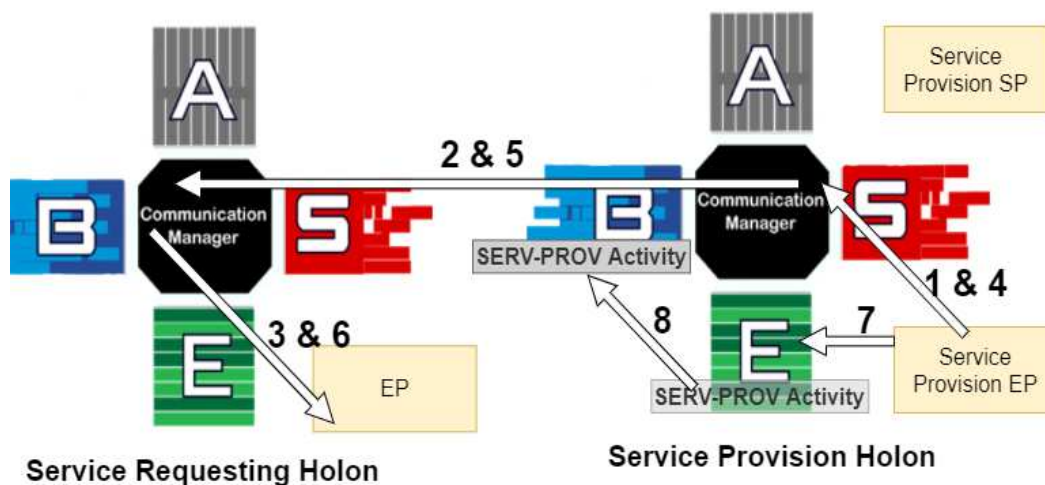 A
A
Service
Provision SP
2 & 5
B
Communication
Manager
S
B
Communication
Manager
S
SERV-PROV Activity
1 & 4
E
3 & 6
EP
8
E
7
Service
Provision EP
SERV-PROV Activity
Service Requesting Holon
Service Provision Holon